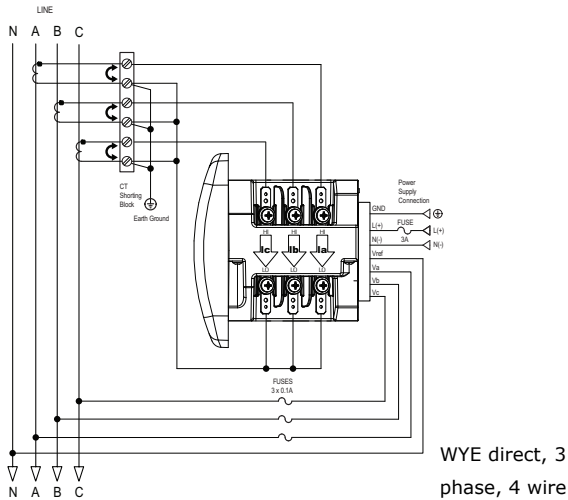 LINE
N A B C
CT
Shorting
Block
Earth Ground
Power
Supply
Connection
GND
FUSE
L(+)
L(+)
3A
N(-)
N(-)
Vref
Va
Vb
Vc
HI HI HI
Ic Ib Ia
LO LO LO
FUSES
3 x 0.1A
N A B C
WYE direct, 3
phase, 4 wire